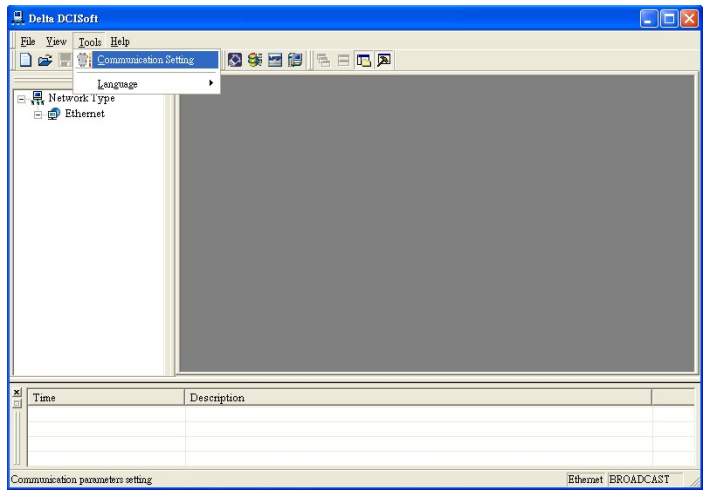 Delta DCISoft
File View Tools Help
Communication Setting
Language
Network Type
Ethernet
Time Description
Communication parameters setting Ethernet BROADCAST